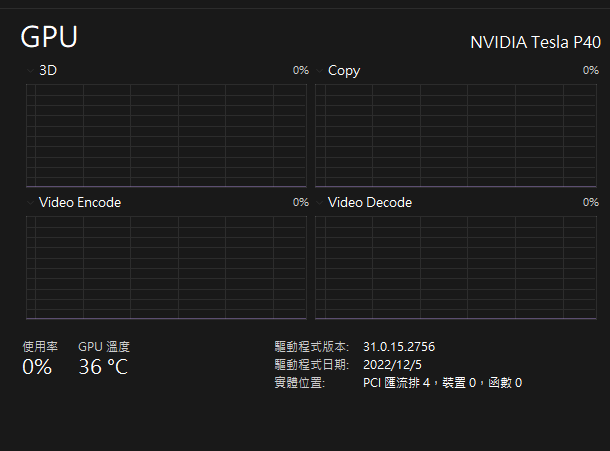 GPU NVIDIA Tesla P40
3D 0% Copy 0%
Video Encode 0% Video Decode 0%
使用率 GPU 溫度
0% 36 °C
驅動程式版本: 31.0.15.2756
驅動程式日期: 2022/12/5
實體位置: PCI 匯流排 4，裝置 0，函數 0